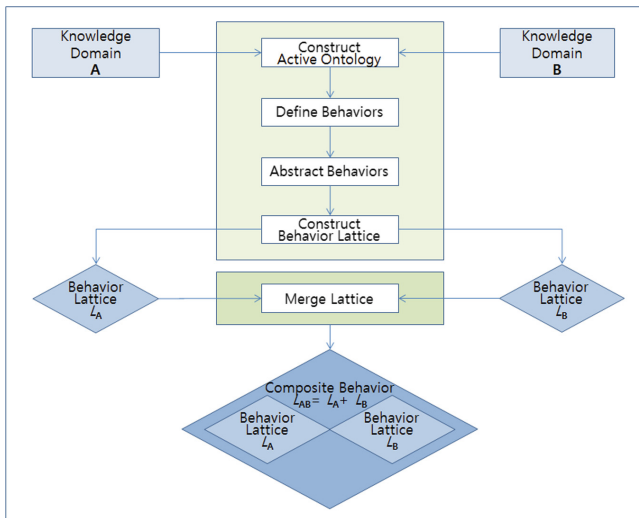 Knowledge
Domain
A
Construct
Active Ontology
Knowledge
Domain
B
Define Behaviors
Abstract Behaviors
Construct
Behavior Lattice
Behavior
Lattice
L_A
Merge Lattice
Behavior
Lattice
L_B
Composite Behavior
L_AB = L_A + L_B
Behavior
Lattice
L_A
Behavior
Lattice
L_B